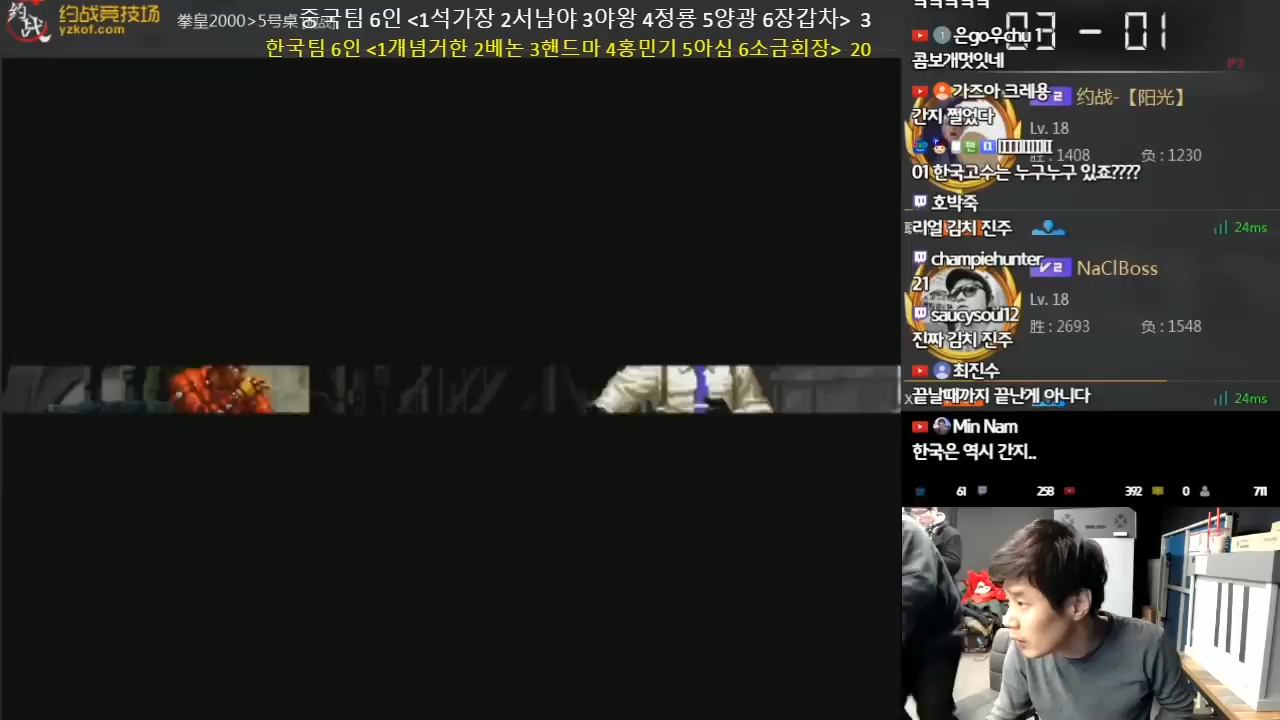 约战竞技场
yzkof.com
拳皇2000>5号桌
중국팀 6인 <1석가장 2서남야 3야왕 4정룡 5양광 6장갑차> 3
한국팀 6인 <1개념거한 2베논 3핸드마 4홍민기 5아심 6소금회장> 20
03 - 01
P2
은go우chu 1
콤보개멋잇네
가즈아 크레용
간지 쩔었다
约战-【阳光】
Lv. 18
胜 : 1408
负 : 1230
01 한국고수는 누구누구 있죠????
호박죽
리얼 김치 진주
24ms
championhunter
21
NaClBoss
Lv. 18
胜 : 2693
负 : 1548
saucysoul12
진짜 김치 진주
최진수
끝날때까지 끝난게 아니다
24ms
Min Nam
한국은 역시 간지..
61
258
392
0
711